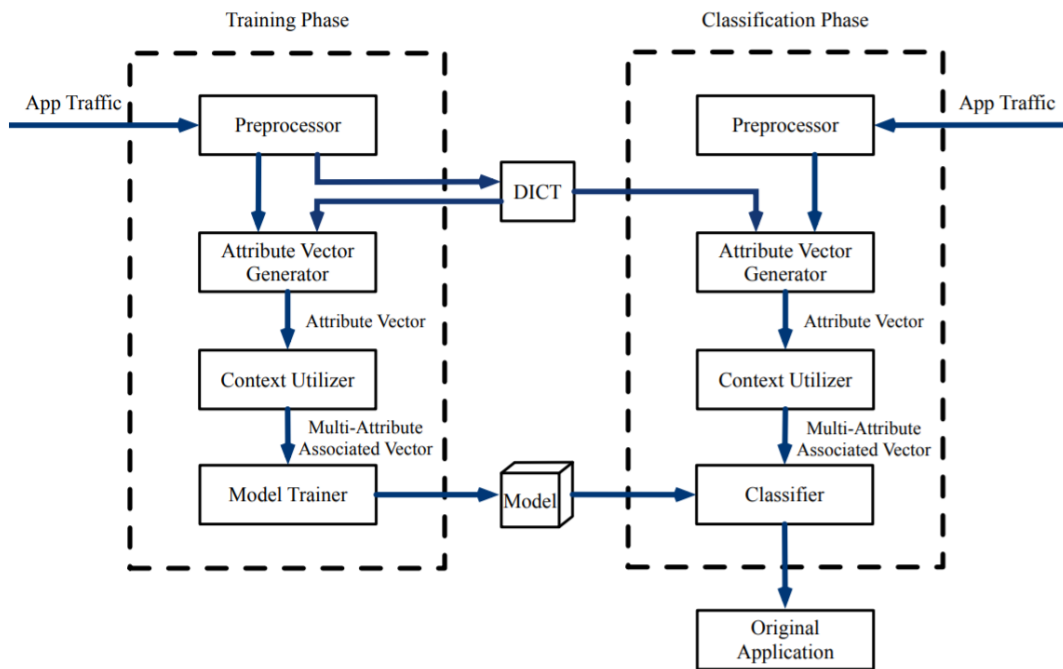 Training Phase
Classification Phase
App Traffic
App Traffic
Preprocessor
Preprocessor
DICT
Attribute Vector
Generator
Attribute Vector
Generator
Attribute Vector
Attribute Vector
Context Utilizer
Context Utilizer
Multi-Attribute
Associated Vector
Multi-Attribute
Associated Vector
Model Trainer
Model
Classifier
Original
Application